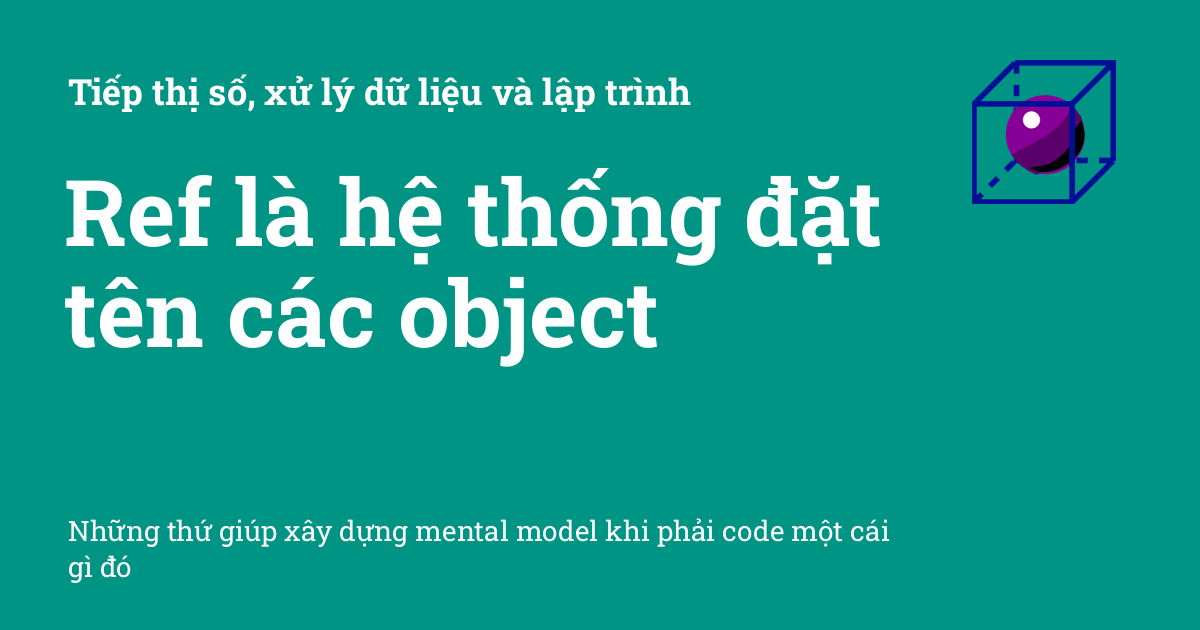 Tiếp thị số, xử lý dữ liệu và lập trình
Ref là hệ thống đặt
tên các object
Những thứ giúp xây dựng mental model khi phải code một cái
gì đó